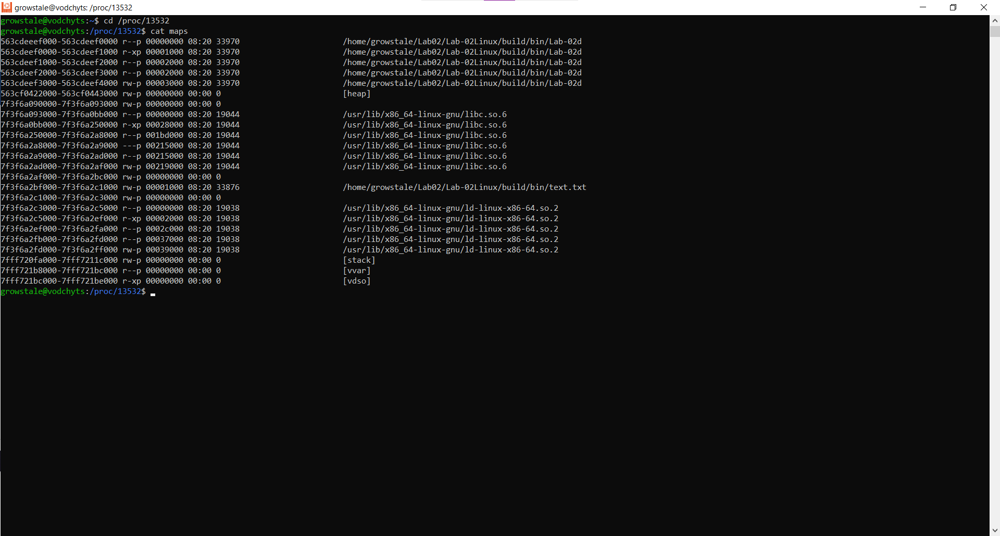 growstale@vodchyts: /proc/13532
growstale@vodchyts:~$ cd /proc/13532
growstale@vodchyts:/proc/13532$ cat maps
563cdeeef000-563cdeef0000 r--p 00000000 08:20 33970 /home/growstale/Lab02/Lab-02Linux/build/bin/Lab-02d
563cdeef0000-563cdeef1000 r-xp 00001000 08:20 33970 /home/growstale/Lab02/Lab-02Linux/build/bin/Lab-02d
563cdeef1000-563cdeef2000 r--p 00002000 08:20 33970 /home/growstale/Lab02/Lab-02Linux/build/bin/Lab-02d
563cdeef2000-563cdeef3000 r--p 00002000 08:20 33970 /home/growstale/Lab02/Lab-02Linux/build/bin/Lab-02d
563cdeef3000-563cdeef4000 rw-p 00003000 08:20 33970 /home/growstale/Lab02/Lab-02Linux/build/bin/Lab-02d
563cf0422000-563cf0443000 rw-p 00000000 00:00 0 [heap]
7f3f6a090000-7f3f6a093000 rw-p 00000000 00:00 0
7f3f6a093000-7f3f6a0bb000 r--p 00000000 08:20 19044 /usr/lib/x86_64-linux-gnu/libc.so.6
7f3f6a0bb000-7f3f6a250000 r-xp 00028000 08:20 19044 /usr/lib/x86_64-linux-gnu/libc.so.6
7f3f6a250000-7f3f6a2a8000 r--p 001bd000 08:20 19044 /usr/lib/x86_64-linux-gnu/libc.so.6
7f3f6a2a8000-7f3f6a2a9000 ---p 00215000 08:20 19044 /usr/lib/x86_64-linux-gnu/libc.so.6
7f3f6a2a9000-7f3f6a2ad000 r--p 00215000 08:20 19044 /usr/lib/x86_64-linux-gnu/libc.so.6
7f3f6a2ad000-7f3f6a2af000 rw-p 00219000 08:20 19044 /usr/lib/x86_64-linux-gnu/libc.so.6
7f3f6a2af000-7f3f6a2bc000 rw-p 00000000 00:00 0
7f3f6a2bf000-7f3f6a2c1000 rw-p 00001000 08:20 33876 /home/growstale/Lab02/Lab-02Linux/build/bin/text.txt
7f3f6a2c1000-7f3f6a2c3000 rw-p 00000000 00:00 0
7f3f6a2c3000-7f3f6a2c5000 r--p 00000000 08:20 19038 /usr/lib/x86_64-linux-gnu/ld-linux-x86-64.so.2
7f3f6a2c5000-7f3f6a2ef000 r-xp 00002000 08:20 19038 /usr/lib/x86_64-linux-gnu/ld-linux-x86-64.so.2
7f3f6a2ef000-7f3f6a2fa000 r--p 0002c000 08:20 19038 /usr/lib/x86_64-linux-gnu/ld-linux-x86-64.so.2
7f3f6a2fb000-7f3f6a2fd000 r--p 00037000 08:20 19038 /usr/lib/x86_64-linux-gnu/ld-linux-x86-64.so.2
7f3f6a2fd000-7f3f6a2ff000 rw-p 00039000 08:20 19038 /usr/lib/x86_64-linux-gnu/ld-linux-x86-64.so.2
7fff720fa000-7fff7211c000 rw-p 00000000 00:00 0 [stack]
7fff721b8000-7fff721bc000 r--p 00000000 00:00 0 [vvar]
7fff721bc000-7fff721be000 r-xp 00000000 00:00 0 [vdso]
growstale@vodchyts:/proc/13532$